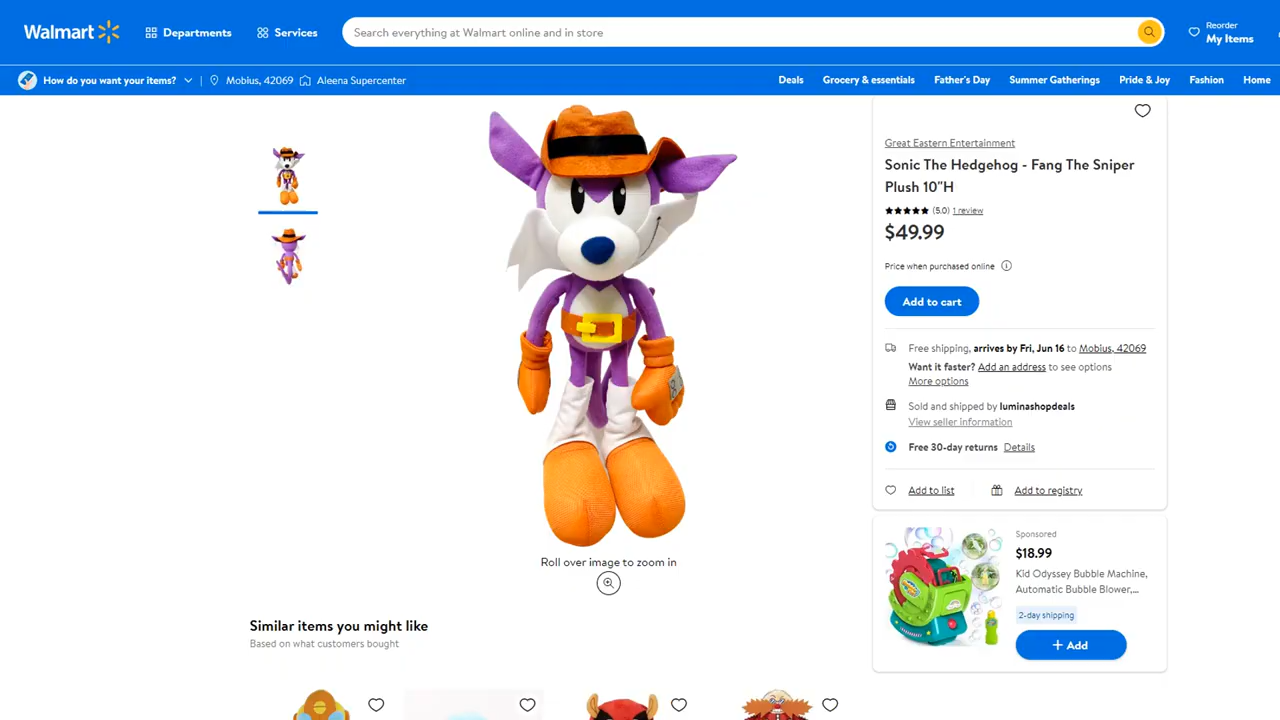 Walmart
Departments
Services
Search everything at Walmart online and in store
Reorder
My Items
How do you want your items?
Mobius, 42069
Aleena Supercenter
Deals
Grocery & essentials
Father's Day
Summer Gatherings
Pride & Joy
Fashion
Home
Great Eastern Entertainment
Sonic The Hedgehog - Fang The Sniper
Plush 10"H
(5.0) 1 review
$49.99
Price when purchased online
Add to cart
Free shipping, arrives by Fri, Jun 16 to Mobius, 42069
Want it faster? Add an address to see options
More options
Sold and shipped by luminashopdeals
View seller information
Free 30-day returns Details
Add to list
Add to registry
Roll over image to zoom in
Sponsored
$18.99
Kid Odyssey Bubble Machine,
Automatic Bubble Blower,...
2-day shipping
+ Add
Similar items you might like
Based on what customers bought